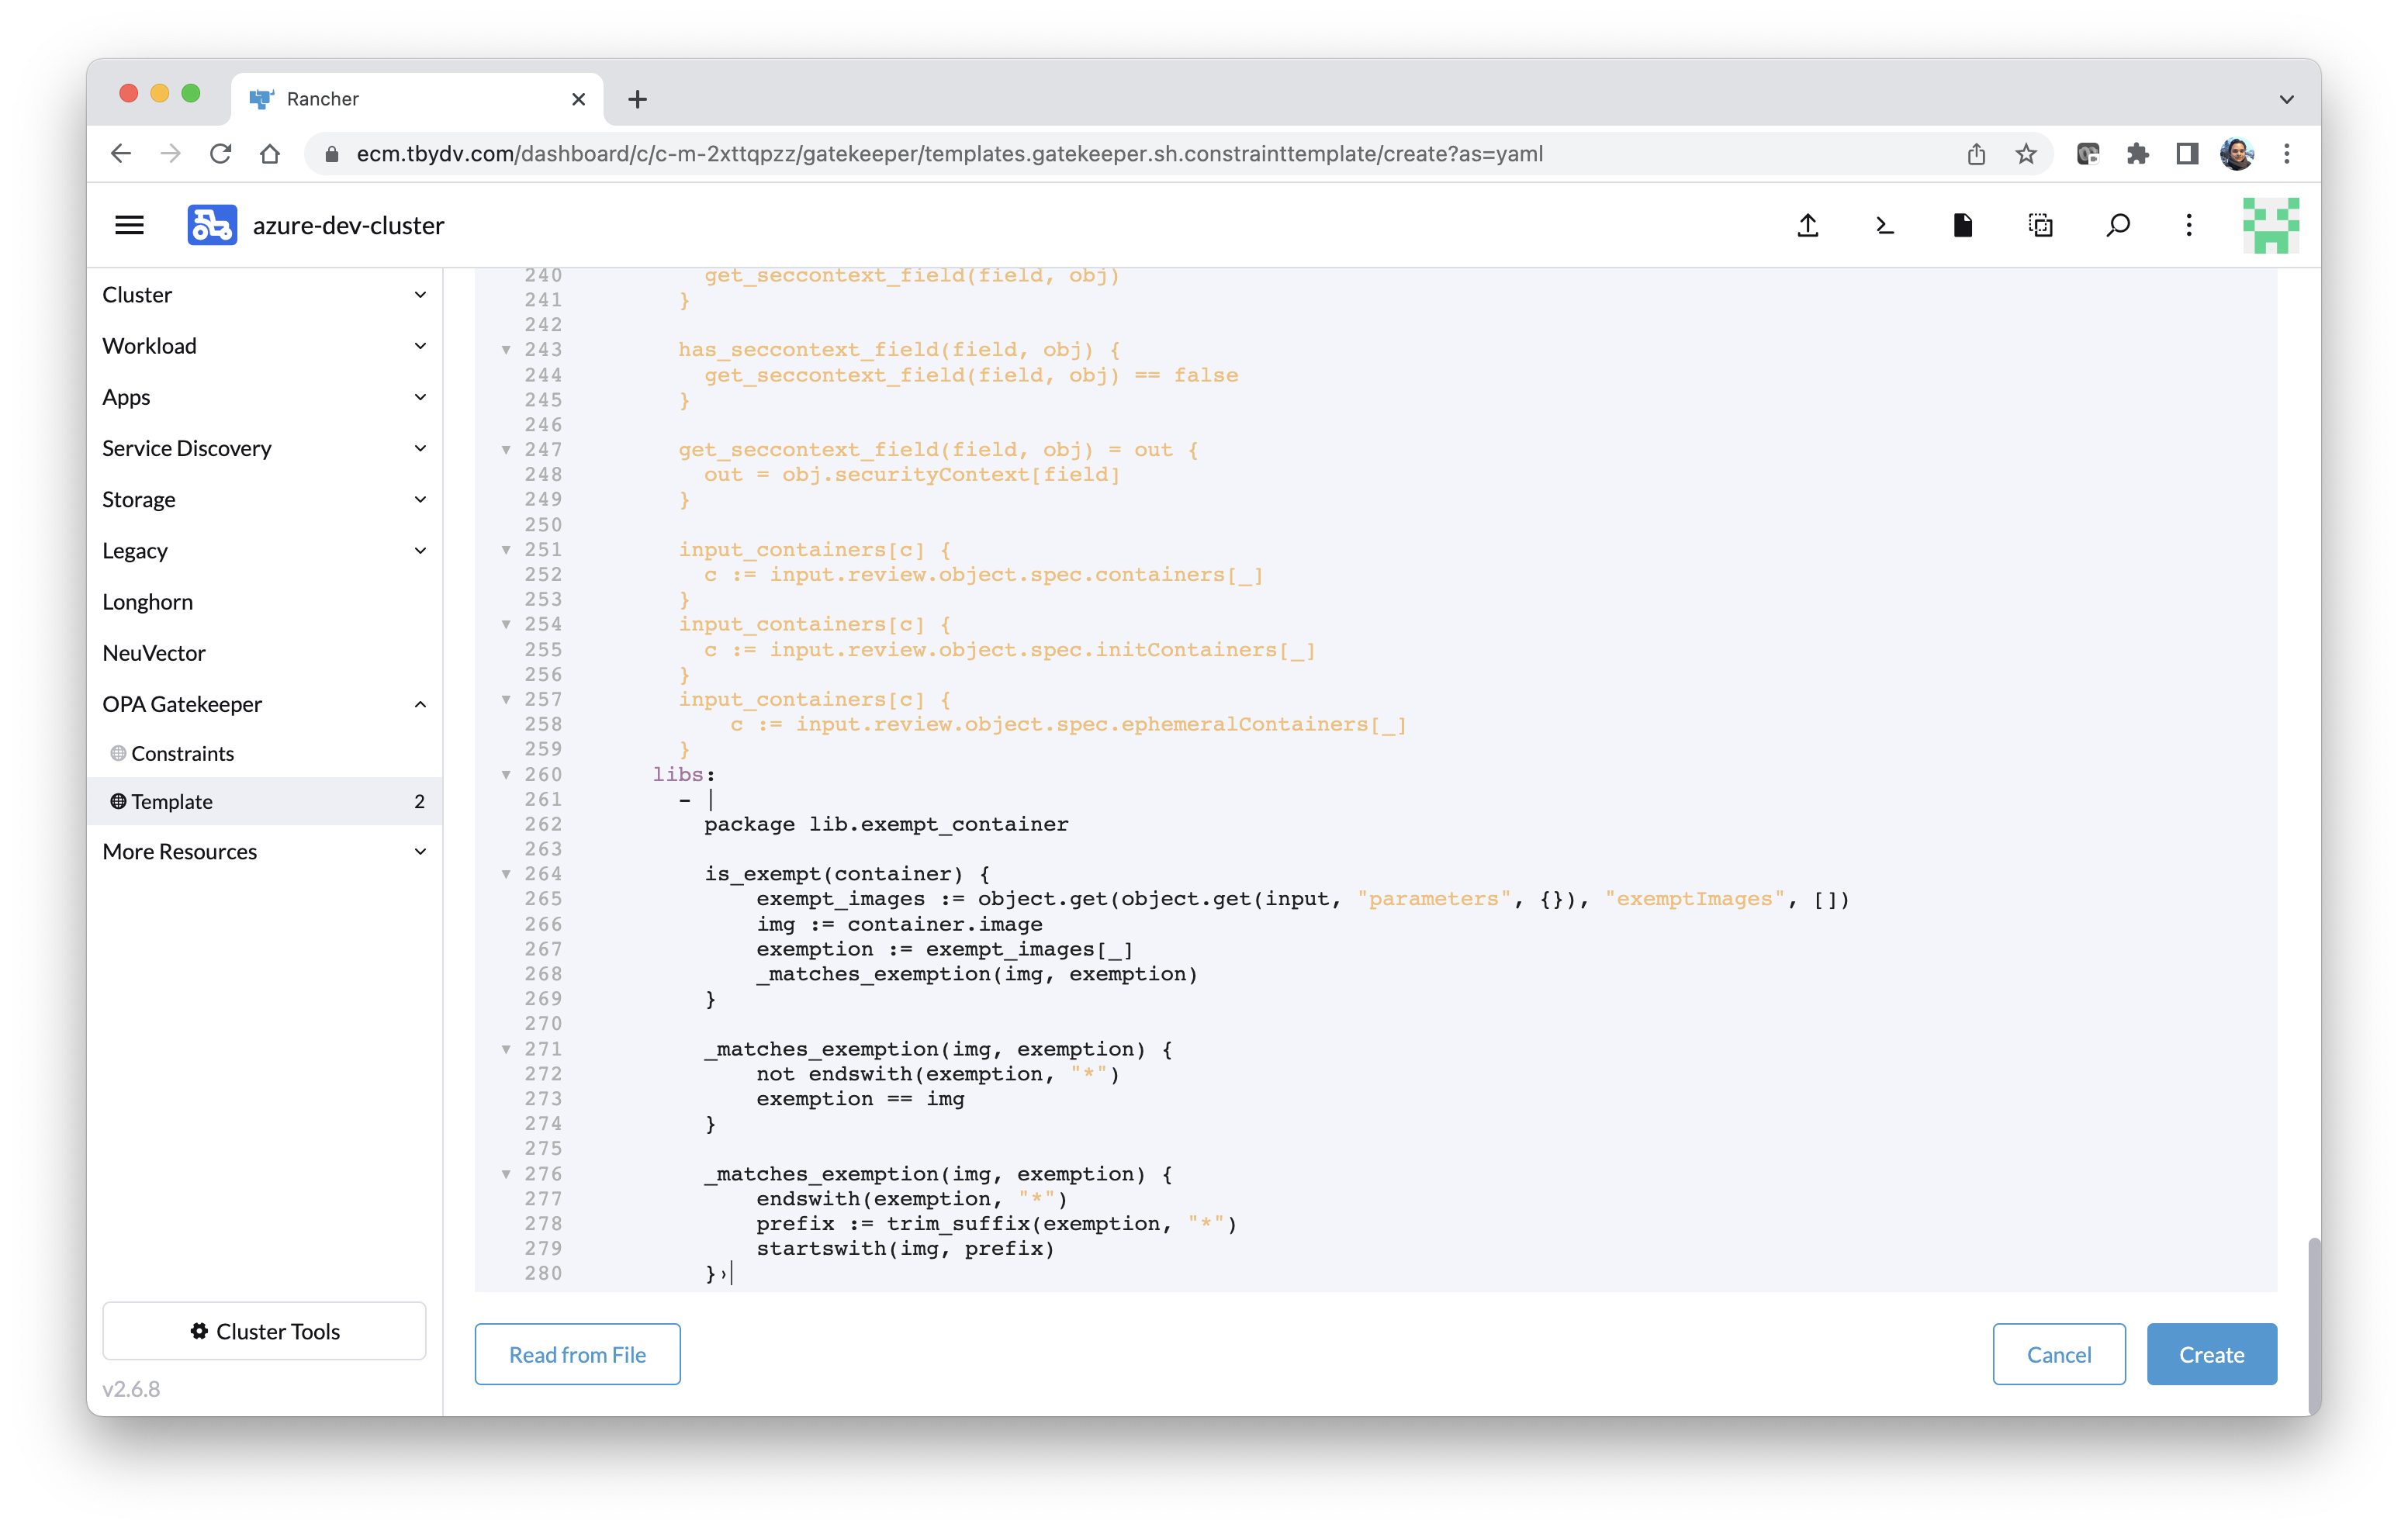 Rancher
ecm.tbydv.com/dashboard/c/c-m-2xttqpzz/gatekeeper/templates.gatekeeper.sh.constrainttemplate/create?as=yaml
azure-dev-cluster
Cluster
Workload
Apps
Service Discovery
Storage
Legacy
Longhorn
NeuVector
OPA Gatekeeper
Constraints
Template 2
More Resources
Cluster Tools
v2.6.8
240 get_seccontext_field(field, obj)
241 }
242
243 has_seccontext_field(field, obj) {
244 get_seccontext_field(field, obj) == false
245 }
246
247 get_seccontext_field(field, obj) = out {
248 out = obj.securityContext[field]
249 }
250
251 input_containers[c] {
252 c := input.review.object.spec.containers[_]
253 }
254 input_containers[c] {
255 c := input.review.object.spec.initContainers[_]
256 }
257 input_containers[c] {
258 c := input.review.object.spec.ephemeralContainers[_]
259 }
260 libs:
261 - |
262 package lib.exempt_container
263
264 is_exempt(container) {
265 exempt_images := object.get(object.get(input, "parameters", {}), "exemptImages", [])
266 img := container.image
267 exemption := exempt_images[_]
268 _matches_exemption(img, exemption)
269 }
270
271 _matches_exemption(img, exemption) {
272 not endswith(exemption, "*")
273 exemption == img
274 }
275
276 _matches_exemption(img, exemption) {
277 endswith(exemption, "*")
278 prefix := trim_suffix(exemption, "*")
279 startswith(img, prefix)
280 }
Read from File
Cancel
Create